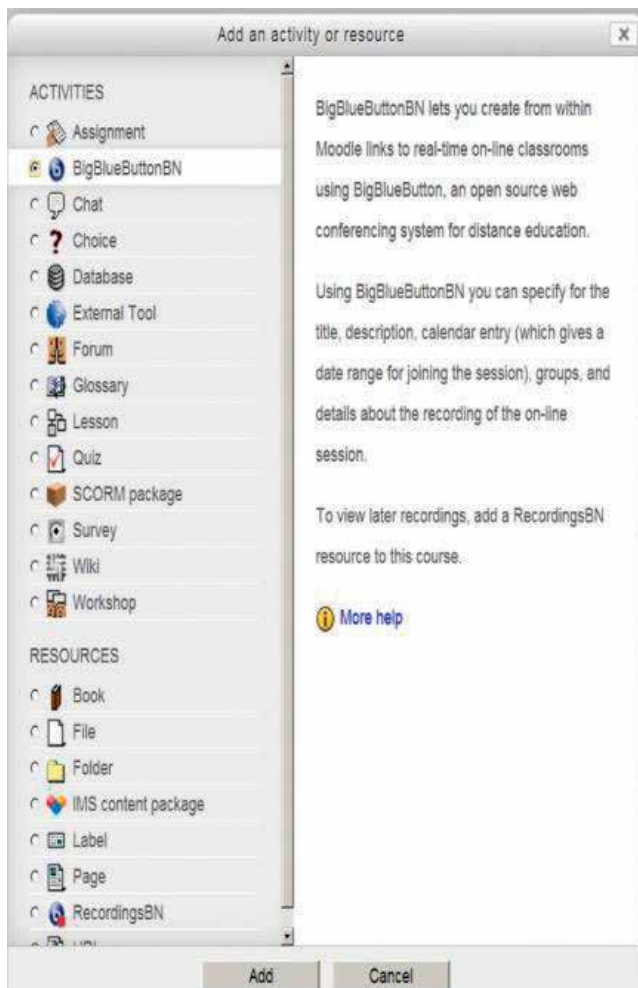 Add an activity or resource
ACTIVITIES
Assignment
BigBlueButtonBN
Chat
Choice
Database
External Tool
Forum
Glossary
Lesson
Quiz
SCORM package
Survey
Wiki
Workshop
RESOURCES
Book
File
Folder
IMS content package
Label
Page
RecordingsBN
BigBlueButtonBN lets you create from within
Moodle links to real-time on-line classrooms
using BigBlueButton, an open source web
conferencing system for distance education.
Using BigBlueButtonBN you can specify for the
title, description, calendar entry (which gives a
date range for joining the session), groups, and
details about the recording of the on-line
session.
To view later recordings, add a RecordingsBN
resource to this course.
More help
Add
Cancel